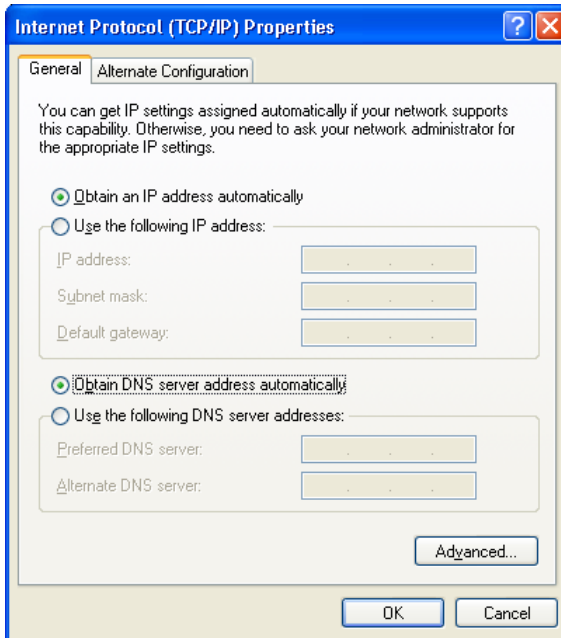 Internet Protocol (TCP/IP) Properties
General
Alternate Configuration
You can get IP settings assigned automatically if your network supports
this capability. Otherwise, you need to ask your network administrator for
the appropriate IP settings.
Obtain an IP address automatically
Use the following IP address:
IP address:
Subnet mask:
Default gateway:
Obtain DNS server address automatically
Use the following DNS server addresses:
Preferred DNS server:
Alternate DNS server:
Advanced...
OK
Cancel